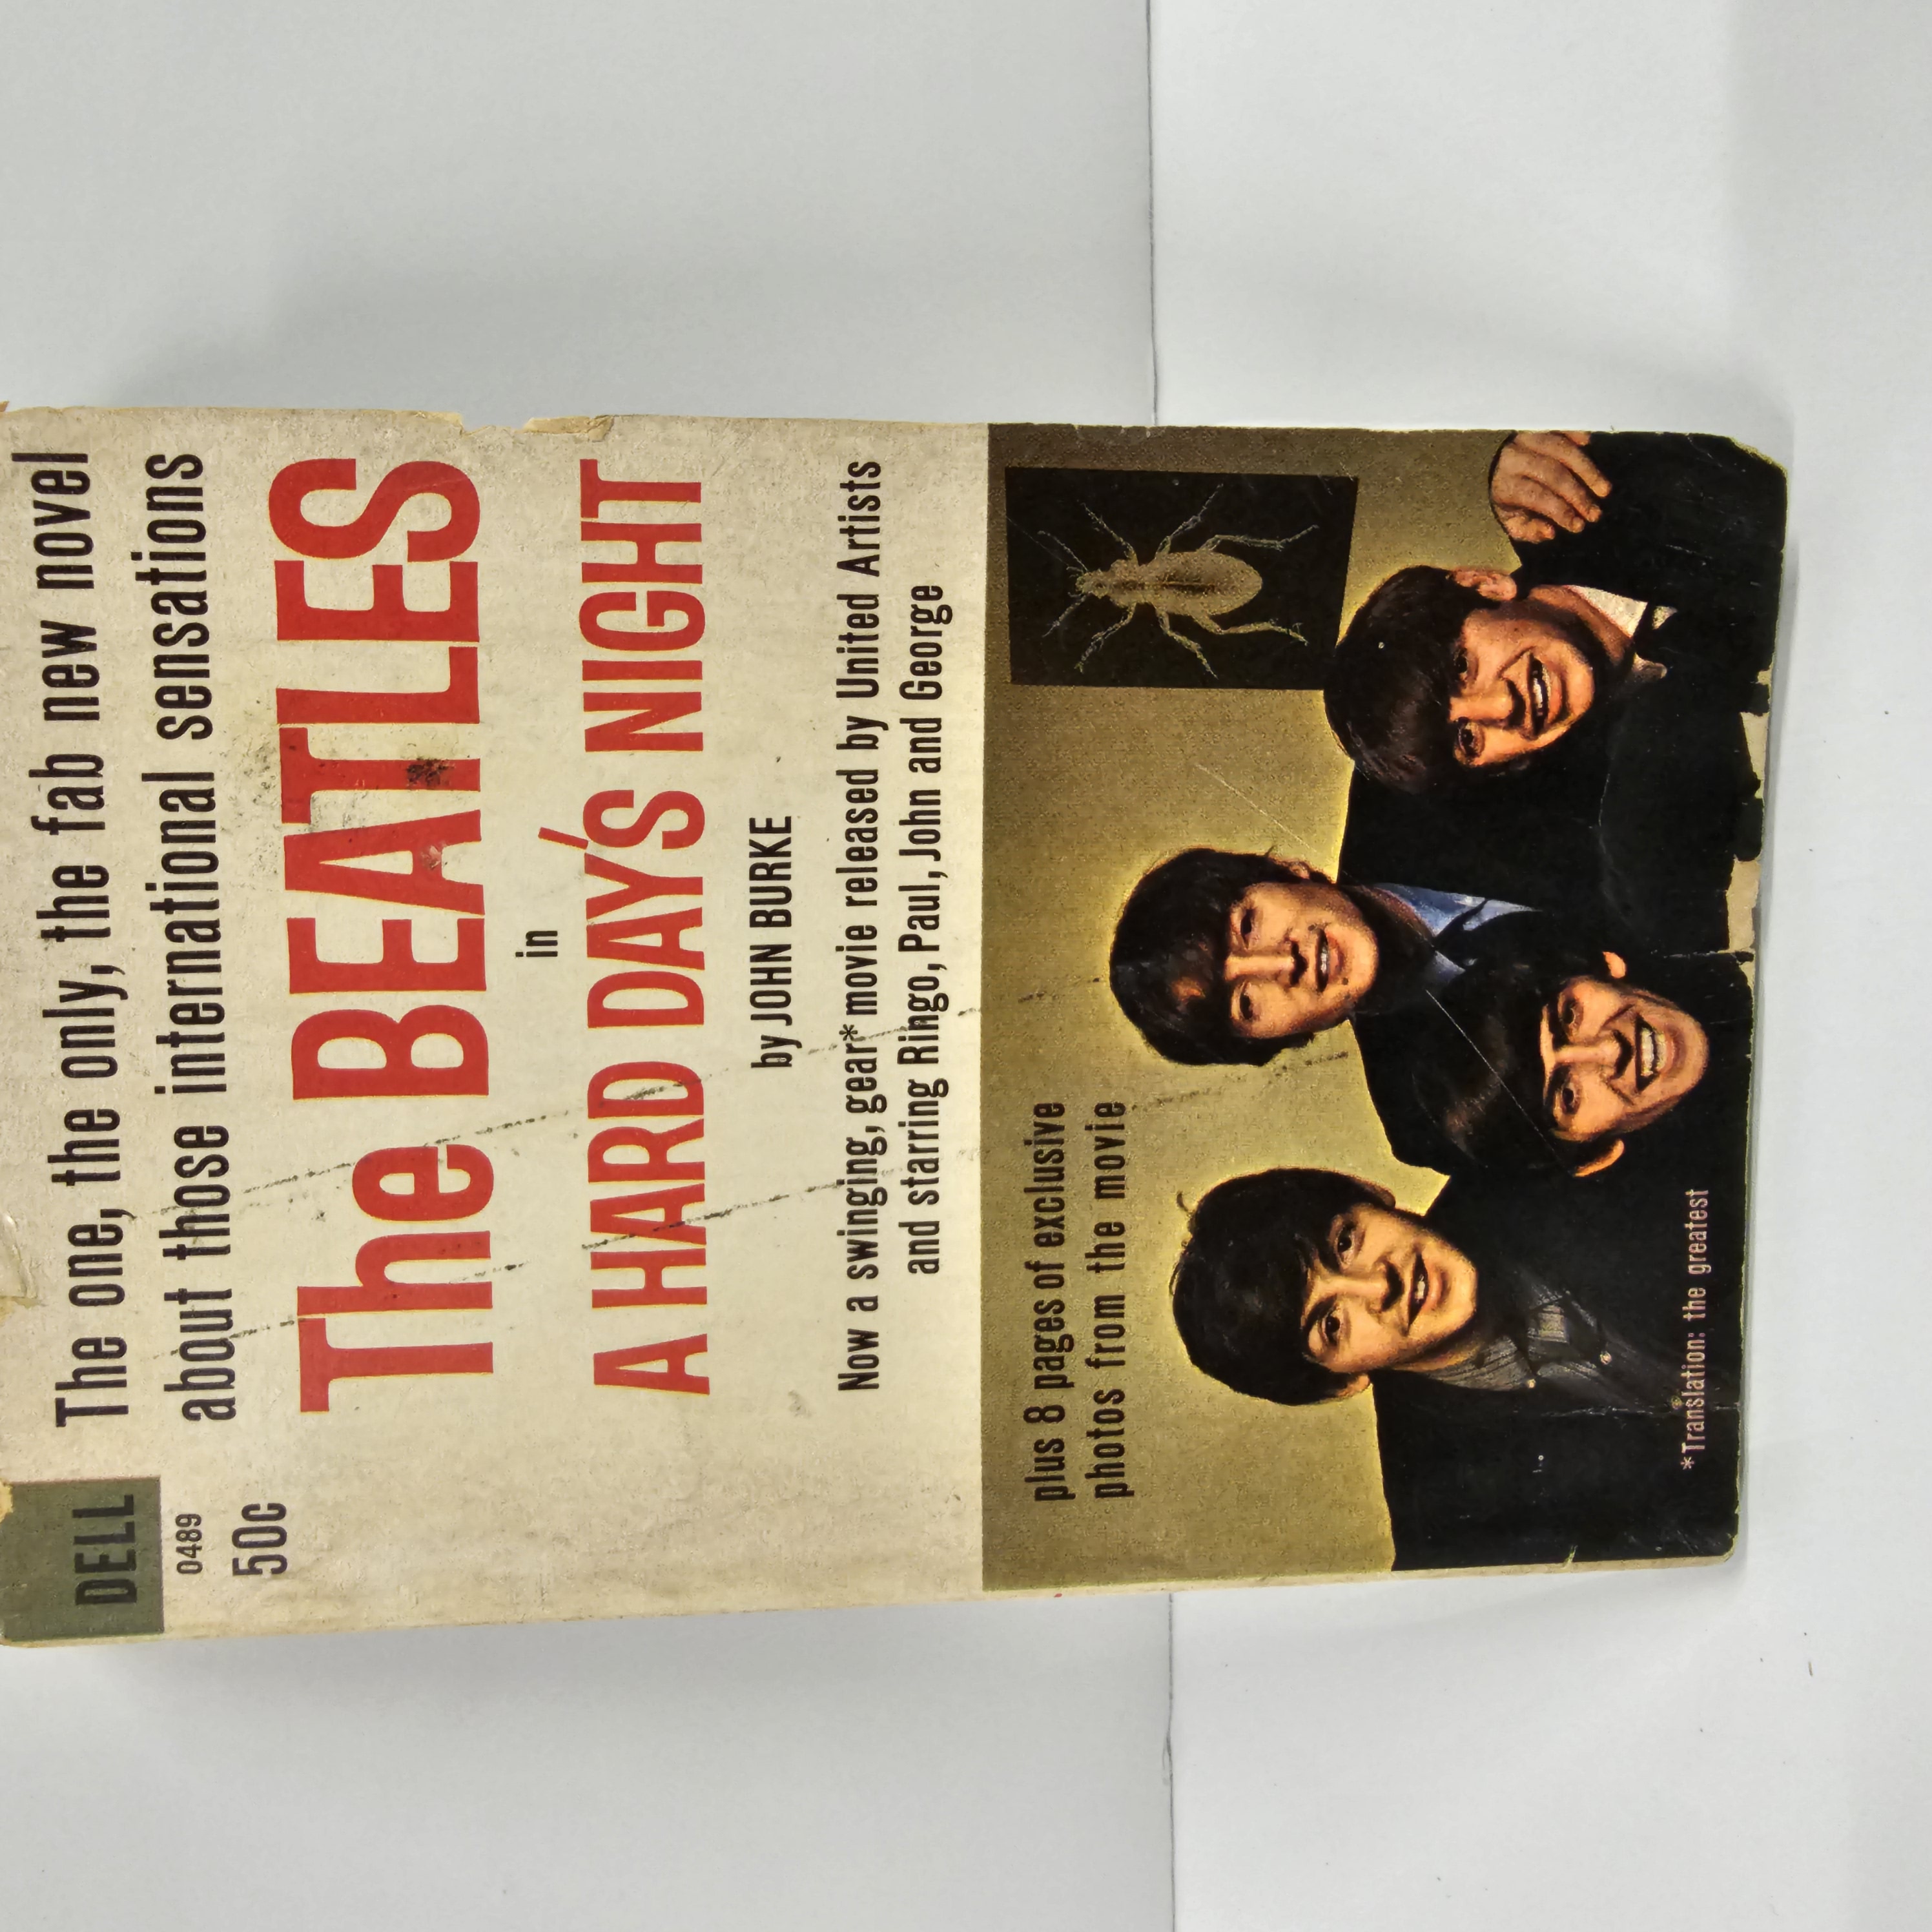 DELL
0489
50c
The one, the only, the fab new novel
about those international sensations
The BEATLES
in
A HARD DAY'S NIGHT
by JOHN BURKE
Now a swinging, gear* movie released by United Artists
and starring Ringo, Paul, John and George
plus 8 pages of exclusive
photos from the movie
*Translation: the greatest